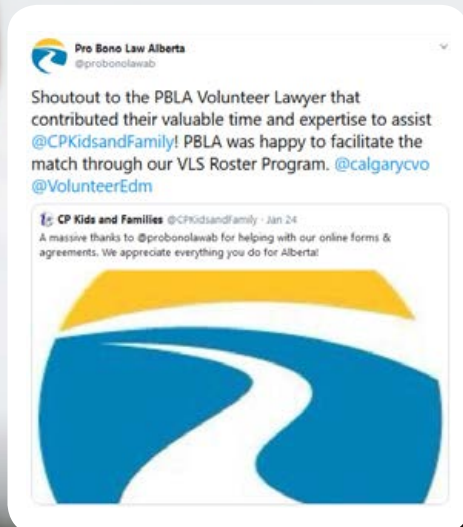 Pro Bono Law Alberta
@probonolawab
Shoutout to the PBLA Volunteer Lawyer that
contributed their valuable time and expertise to assist
@CPKidsandFamily! PBLA was happy to facilitate the
match through our VLS Roster Program. @calgarycvo
@VolunteerEdm
CP Kids and Families @CPKidsandFamily · Jan 24
A massive thanks to @probonolawab for helping with our online forms &
agreements. We appreciate everything you do for Alberta!